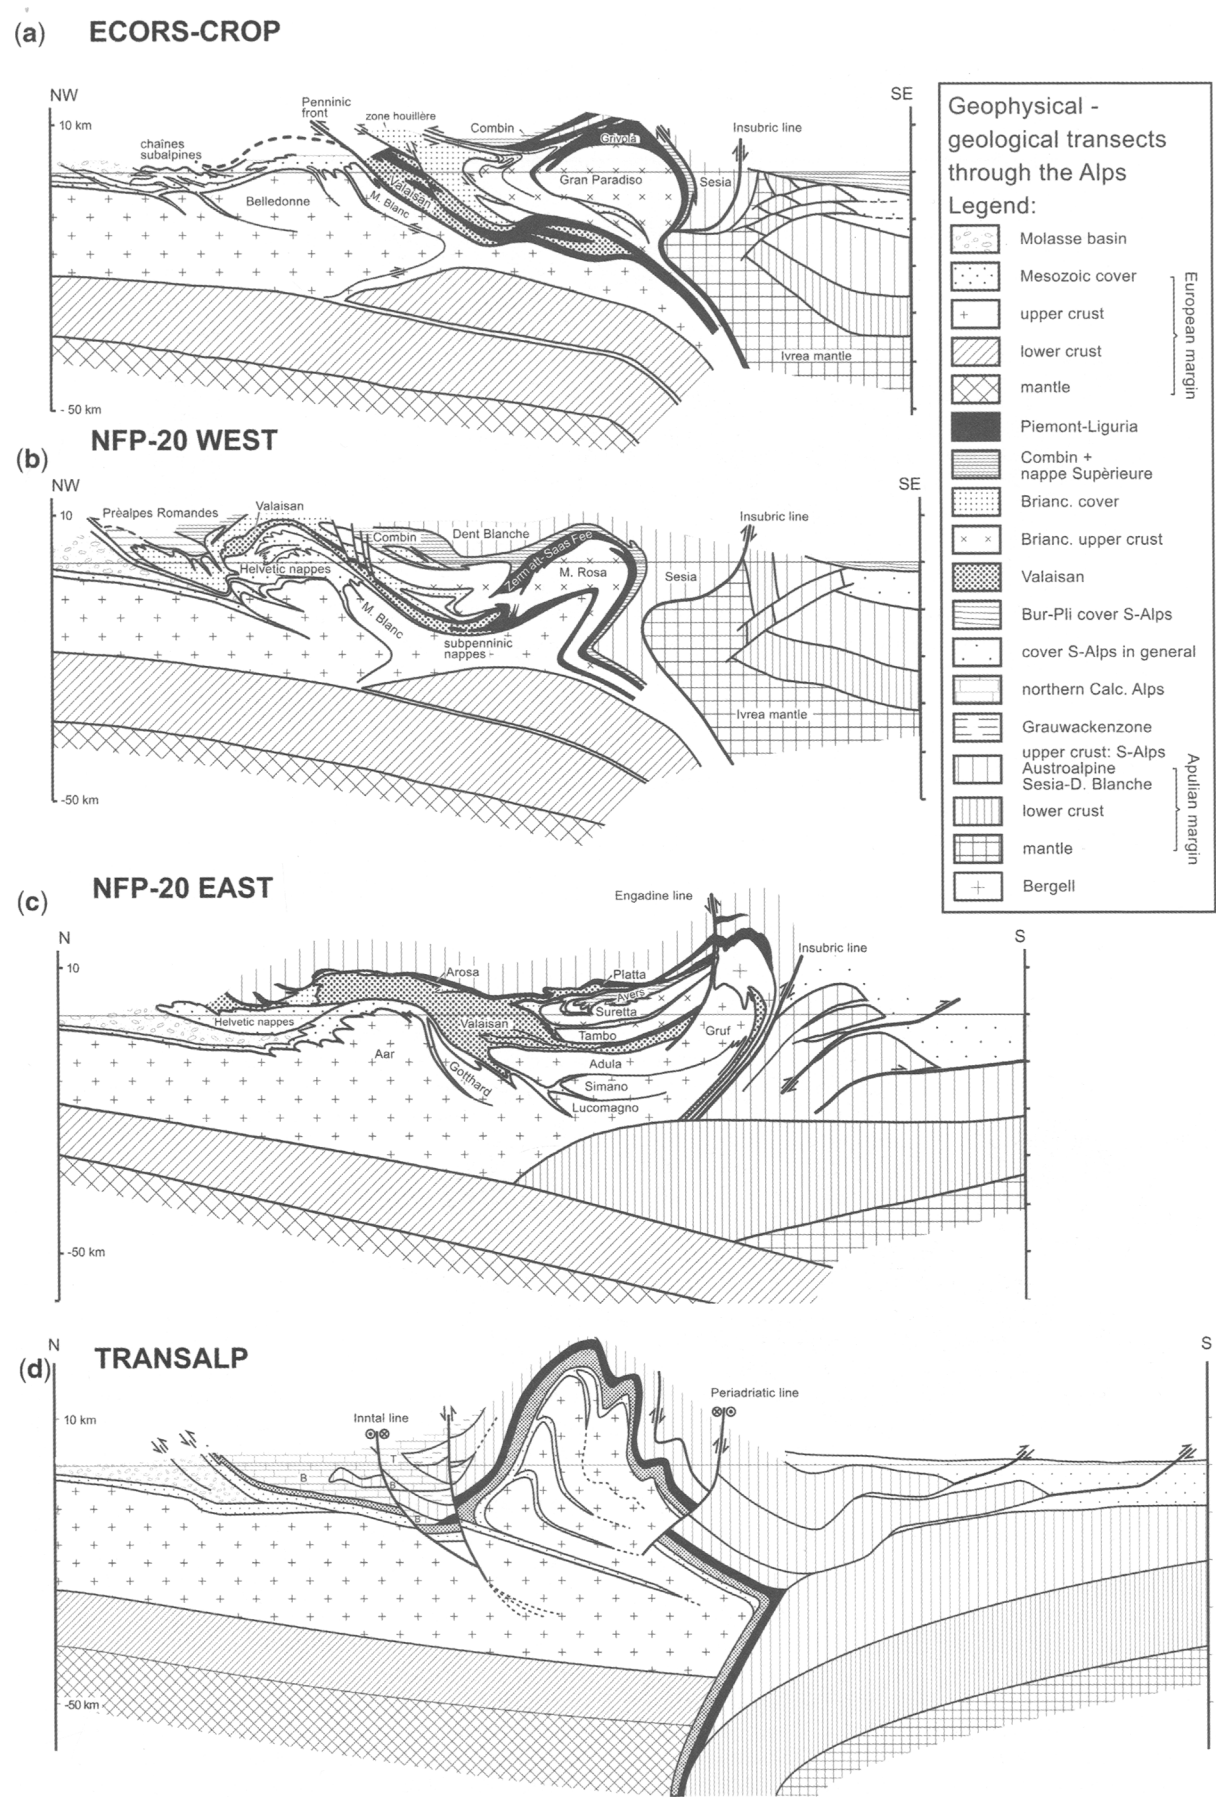 (a) ECORS-CROP
NW
SE
10 km
Penninic
front
zone houillère
chaînes
subalpines
Combin
Grivola
Insubric line
Valaisan
Gran Paradiso
Sesia
Belledonne
M. Blanc
Ivrea mantle
- 50 km
Geophysical -
geological transects
through the Alps
Legend:
Molasse basin
Mesozoic cover
upper crust
lower crust
mantle
European margin
Piemont-Liguria
Combin +
nappe Supèrieure
Brianc. cover
Brianc. upper crust
Valaisan
Bur-Pli cover S-Alps
cover S-Alps in general
northern Calc. Alps
Grauwackenzone
upper crust: S-Alps
Austroalpine
Sesia-D. Blanche
lower crust
mantle
Apulian margin
Bergell
(b) NFP-20 WEST
NW
SE
10
Prèalpes Romandes
Valaisan
Insubric line
Combin
Dent Blanche
Zermatt-Saas Fee
Helvetic nappes
M. Rosa
Sesia
M. Blanc
subpenninic
nappes
Ivrea mantle
-50 km
(c) NFP-20 EAST
N
S
10
Engadine line
Insubric line
Arosa
Platta
Avers
Suretta
Helvetic nappes
Valaisan
Tambo
Gruf
Aar
Adula
Gotthard
Simano
Lucomagno
-50 km
(d) TRANSALP
N
S
10 km
Inntal line
Periadriatic line
T
B
B
B
-50 km